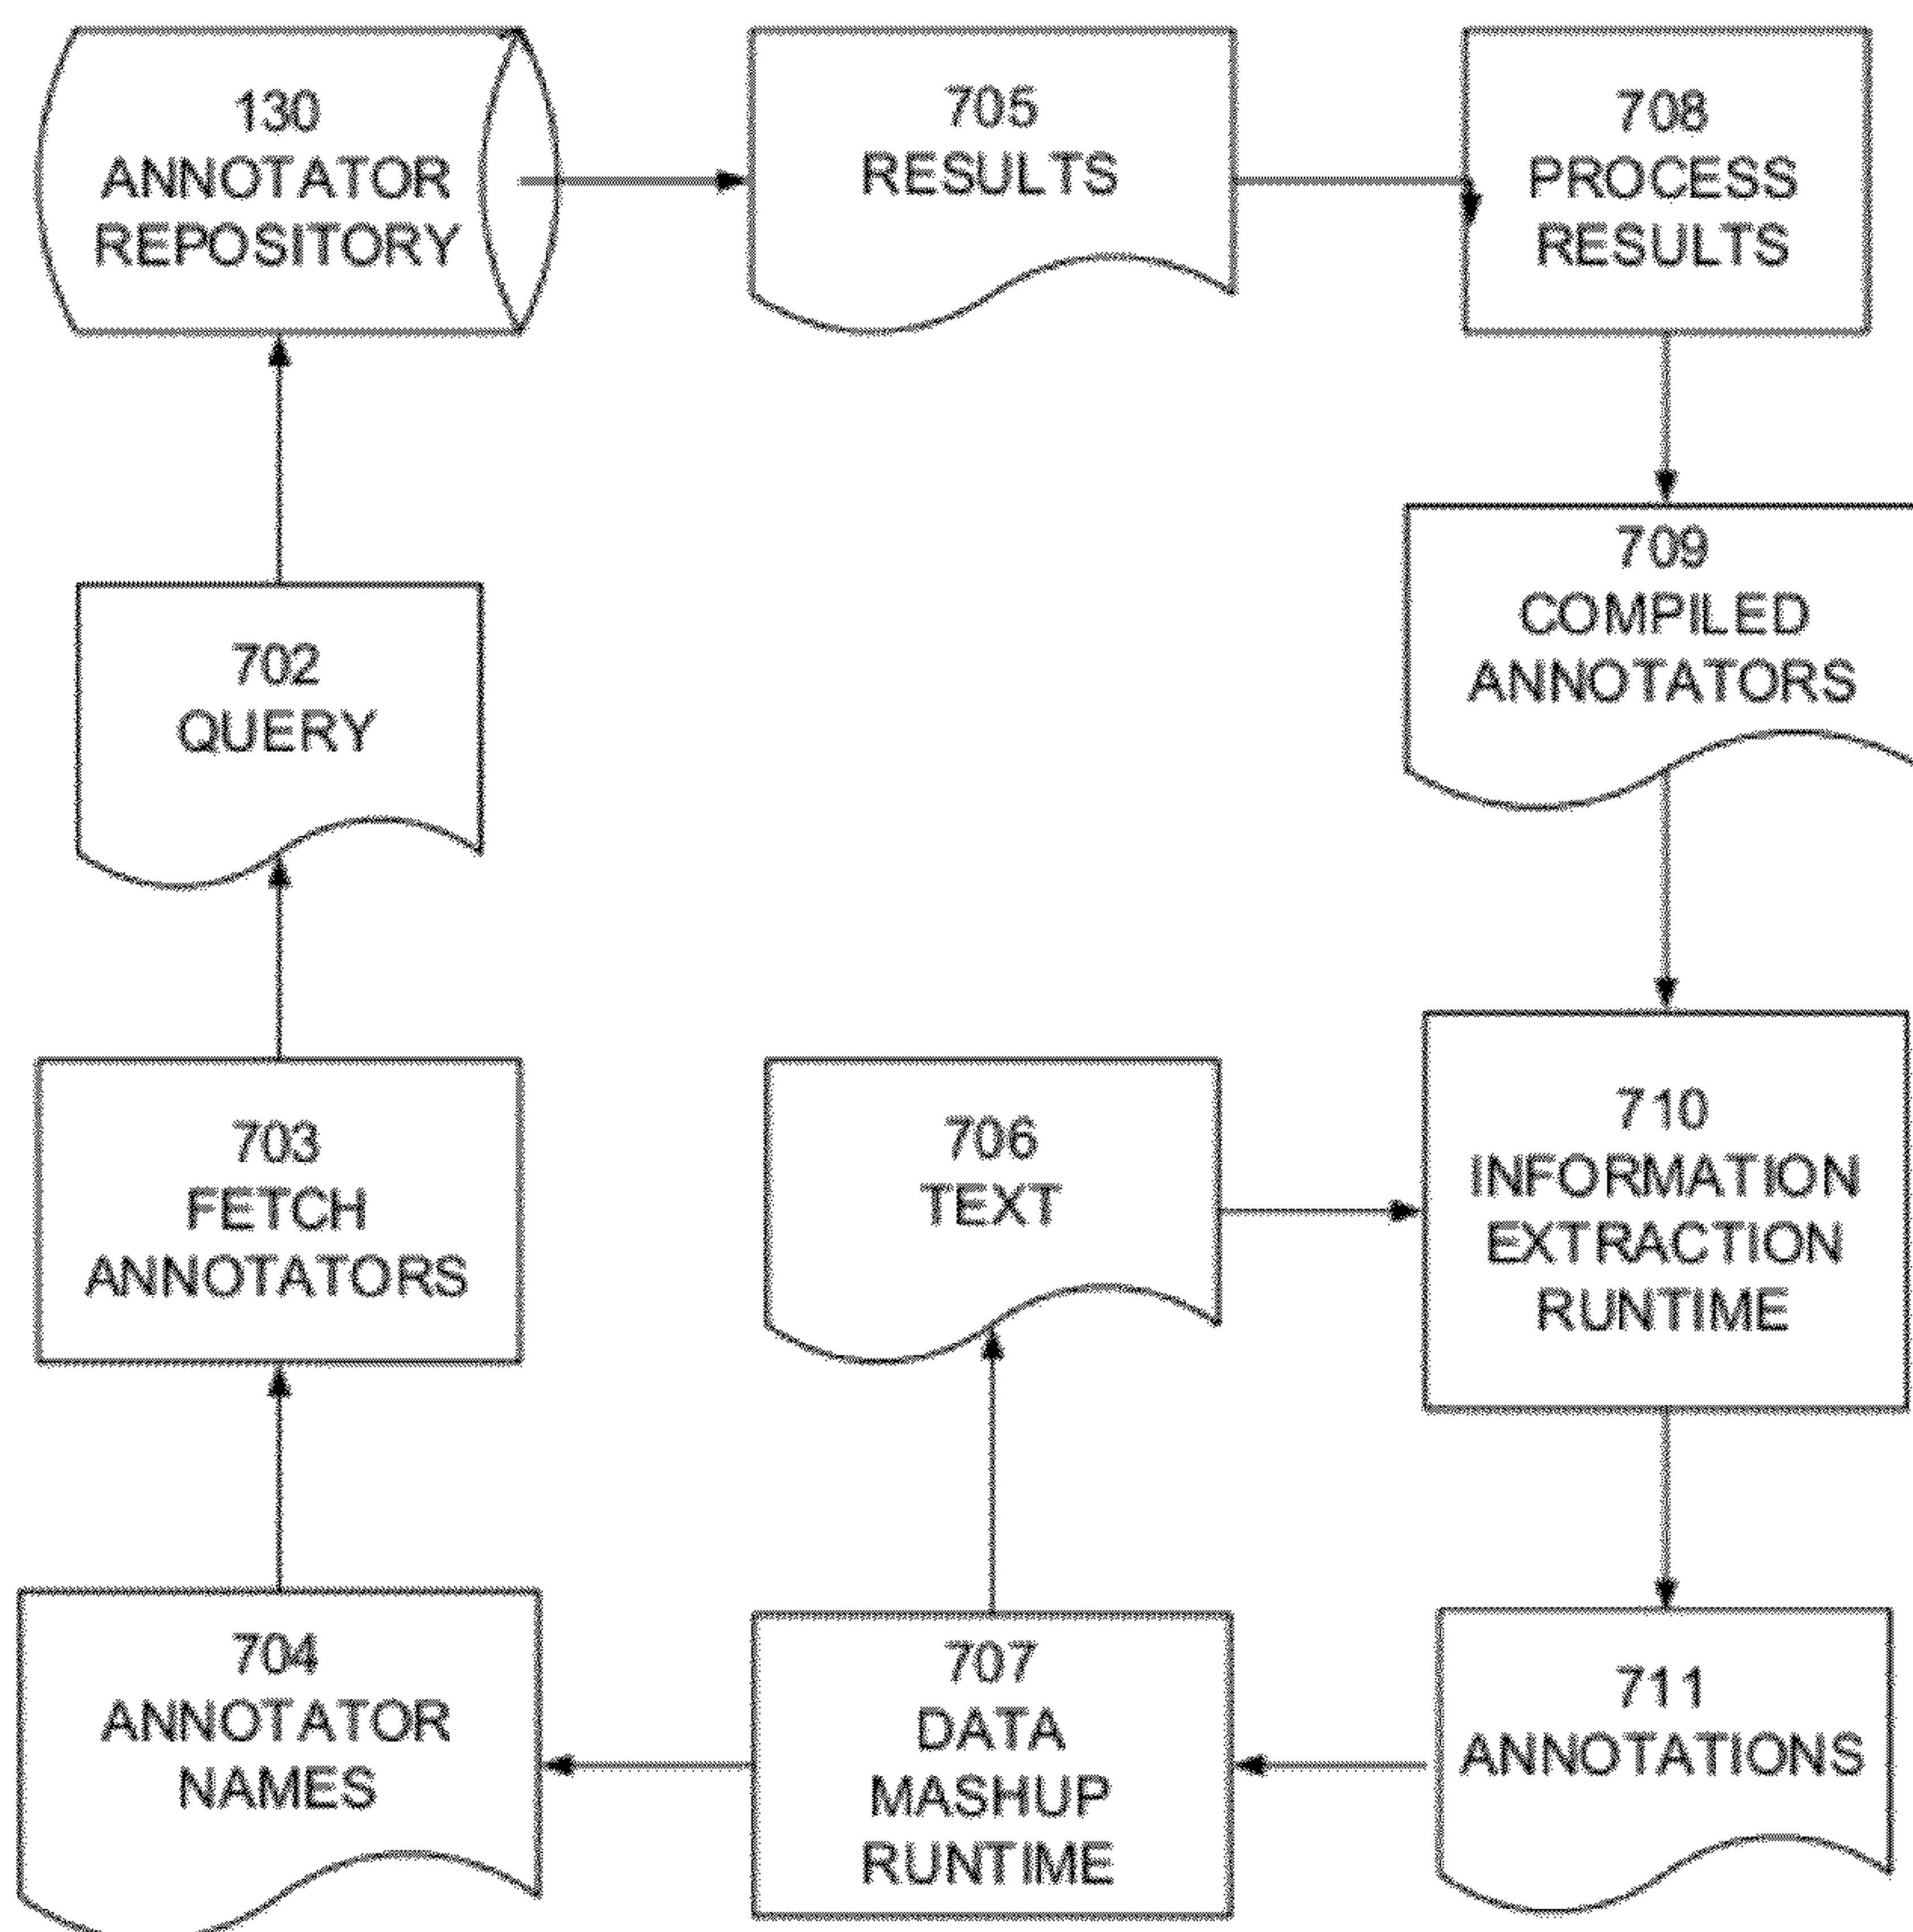 130
ANNOTATOR
REPOSITORY
705
RESULTS
708
PROCESS
RESULTS
709
COMPILED
ANNOTATORS
702
QUERY
703
FETCH
ANNOTATORS
706
TEXT
710
INFORMATION
EXTRACTION
RUNTIME
704
ANNOTATOR
NAMES
707
DATA
MASHUP
RUNTIME
711
ANNOTATIONS